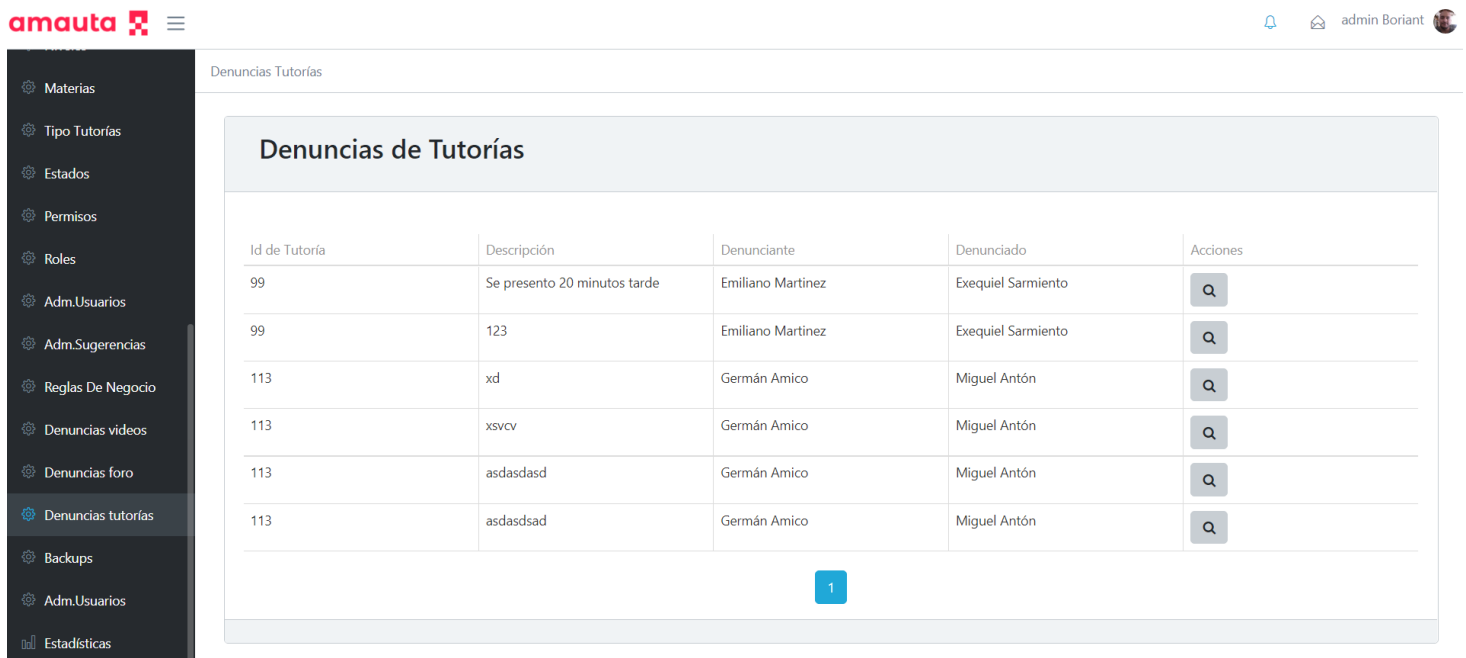 amauta
admin Boriant
Materias
Tipo Tutorías
Estados
Permisos
Roles
Adm.Usuarios
Adm.Sugerencias
Reglas De Negocio
Denuncias videos
Denuncias foro
Denuncias tutorías
Backups
Adm.Usuarios
Estadísticas
Denuncias Tutorías
Denuncias de Tutorías
Id de Tutoría Descripción Denunciante Denunciado Acciones
99 Se presento 20 minutos tarde Emiliano Martinez Exequiel Sarmiento
99 123 Emiliano Martinez Exequiel Sarmiento
113 xd Germán Amico Miguel Antón
113 xsvcv Germán Amico Miguel Antón
113 asdasdasd Germán Amico Miguel Antón
113 asdasdsad Germán Amico Miguel Antón
1